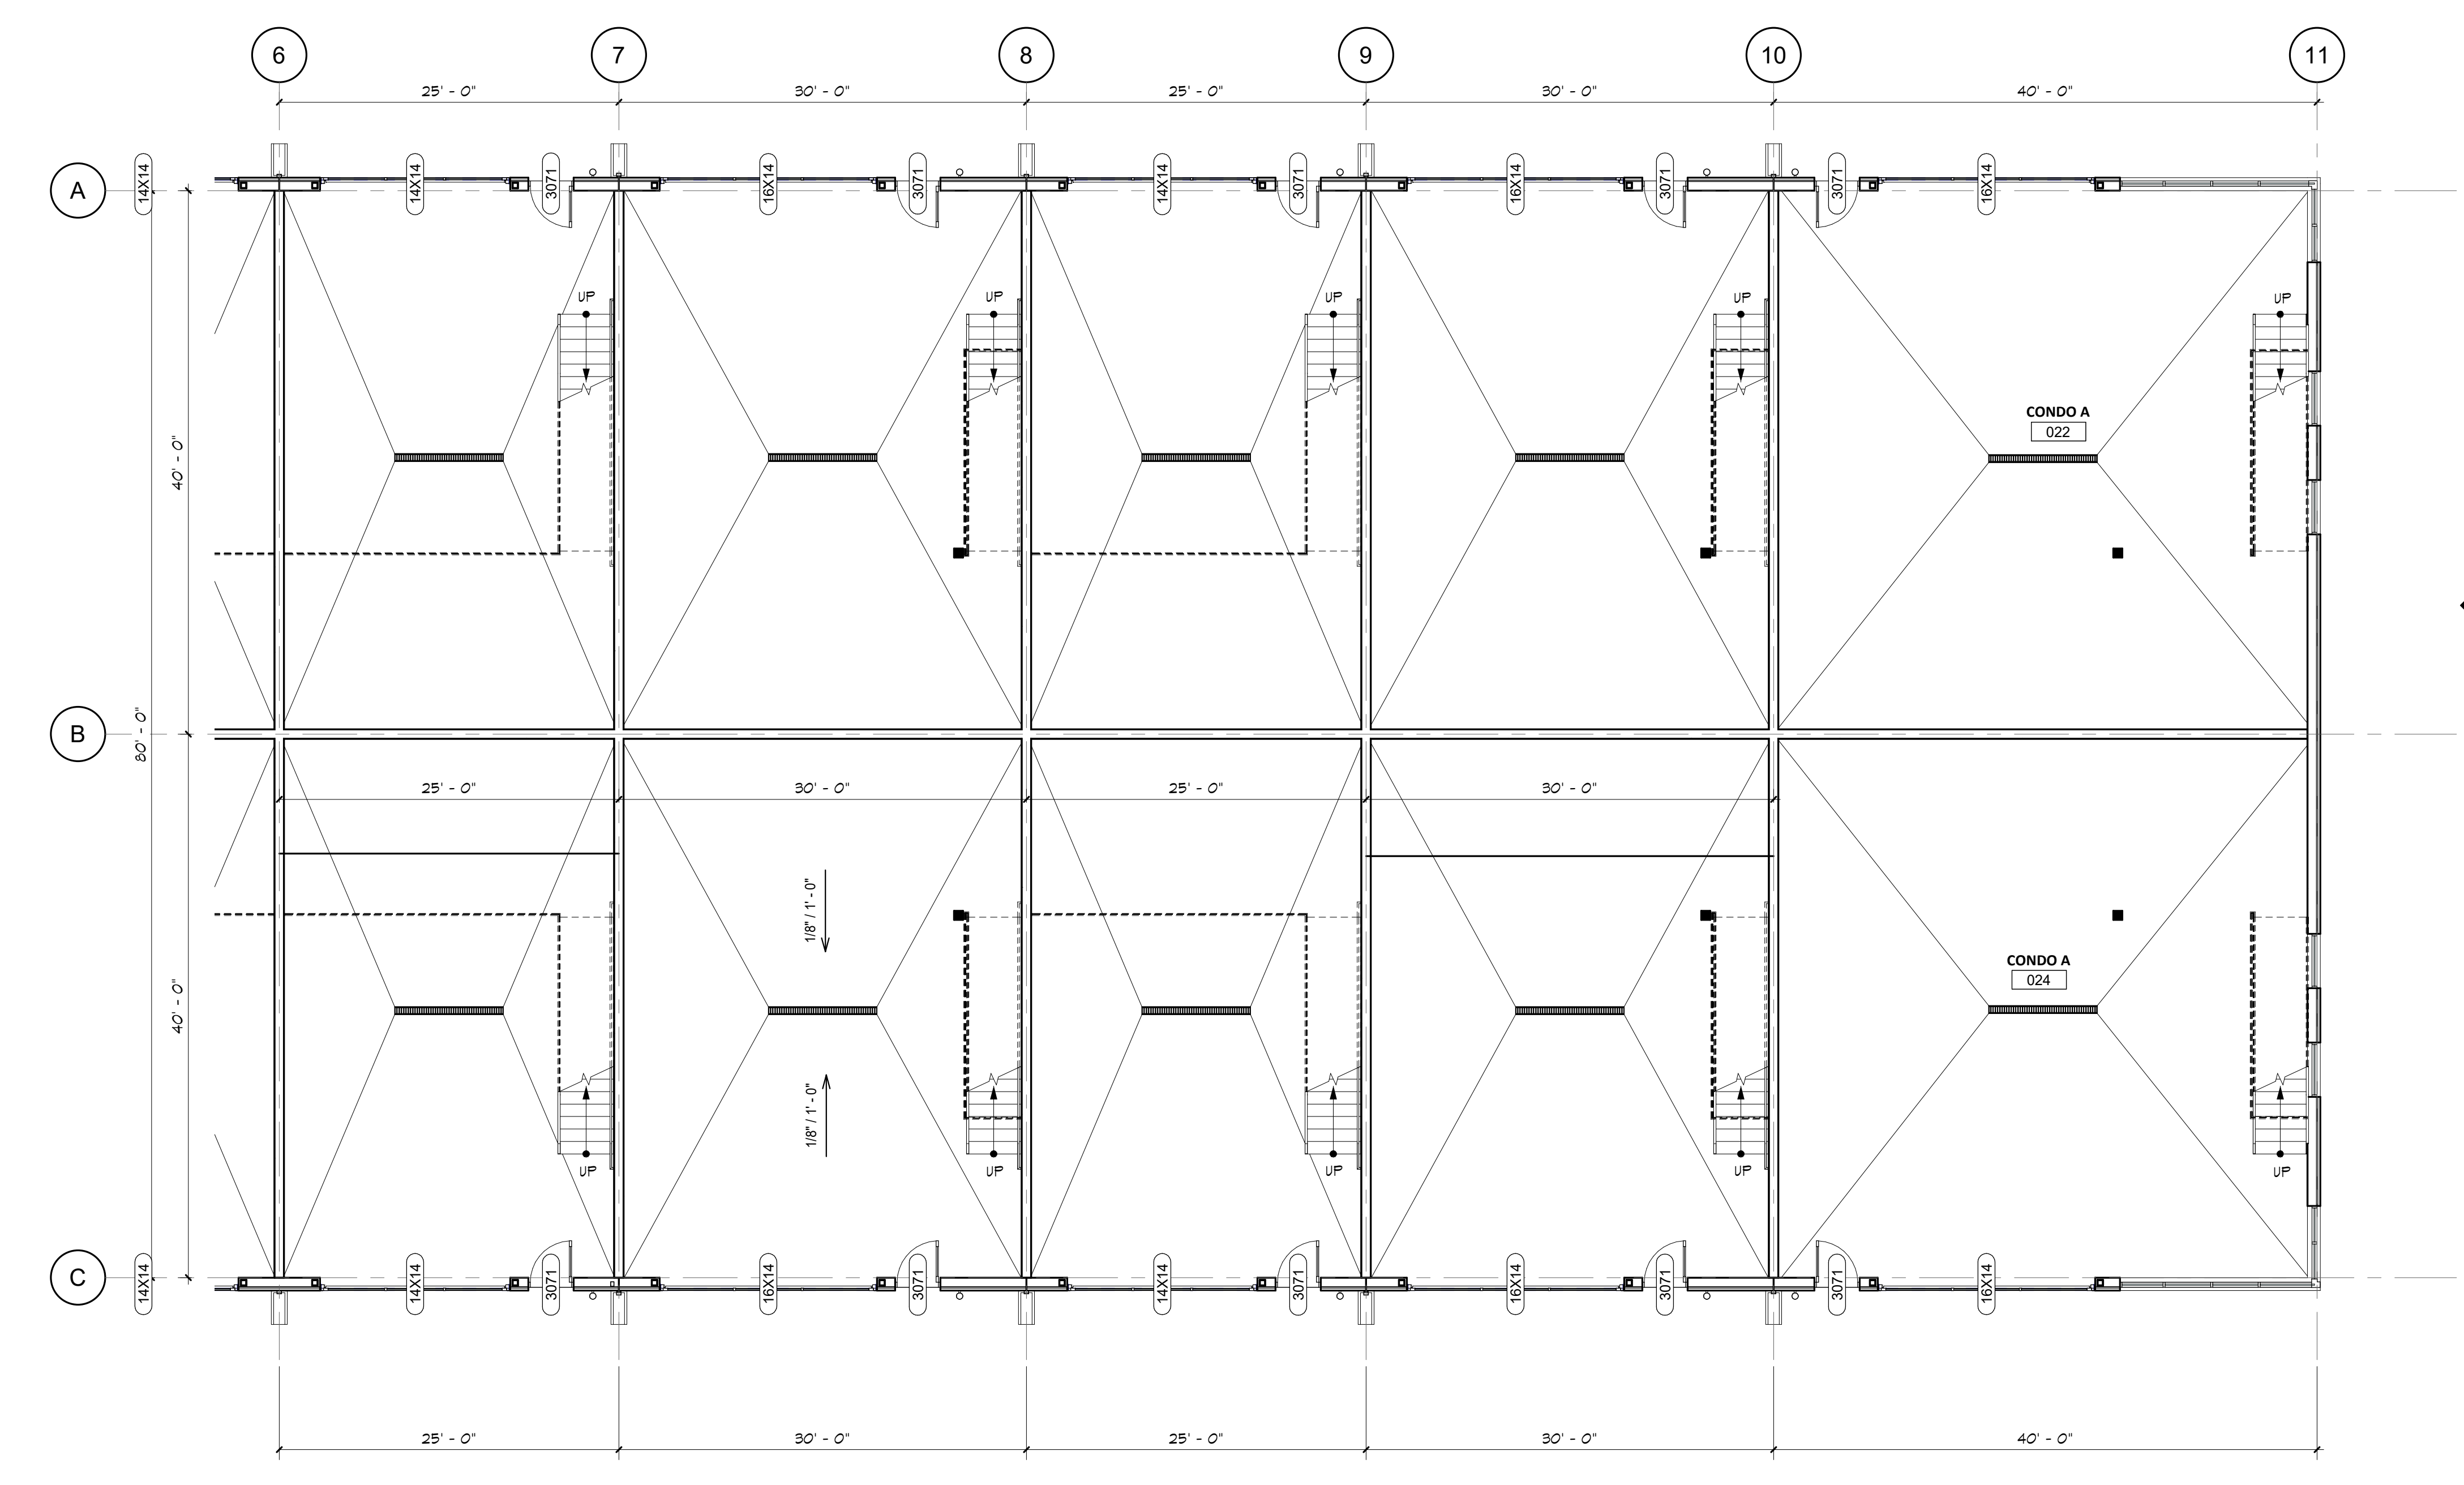 6
7
8
9
10
11
25' - 0"
30' - 0"
25' - 0"
30' - 0"
40' - 0"
A
14X14
14X14
3071
16X14
3071
14X14
3071
16X14
3071
3071
16X14
UP
UP
UP
UP
UP
CONDO A
022
40' - 0"
B
80' - 0"
25' - 0"
30' - 0"
25' - 0"
30' - 0"
1/8" / 1' - 0"
CONDO A
024
40' - 0"
1/8" / 1' - 0"
UP
UP
UP
UP
UP
C
14X14
14X14
3071
16X14
3071
14X14
3071
16X14
3071
3071
16X14
25' - 0"
30' - 0"
25' - 0"
30' - 0"
40' - 0"